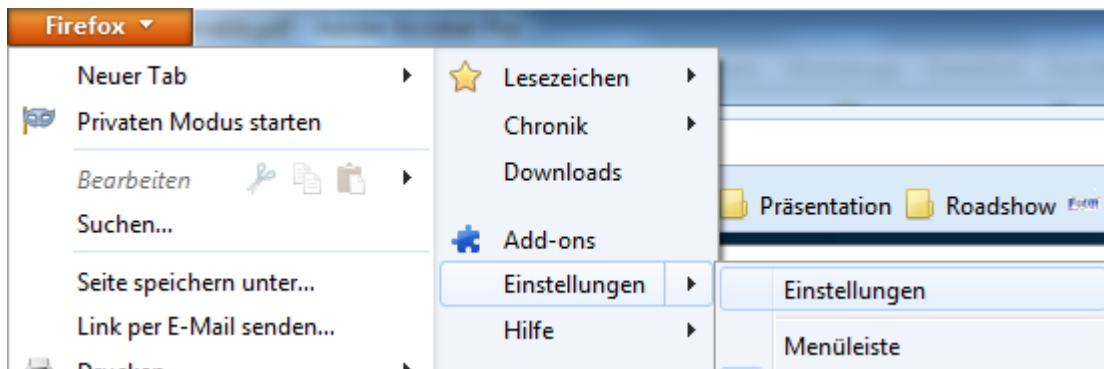 Firefox
Neuer Tab
Privaten Modus starten
Bearbeiten
Suchen...
Seite speichern unter...
Link per E-Mail senden...
Drucken
Lesezeichen
Chronik
Downloads
Add-ons
Einstellungen
Hilfe
Präsentation Roadshow
Einstellungen
Menüleiste